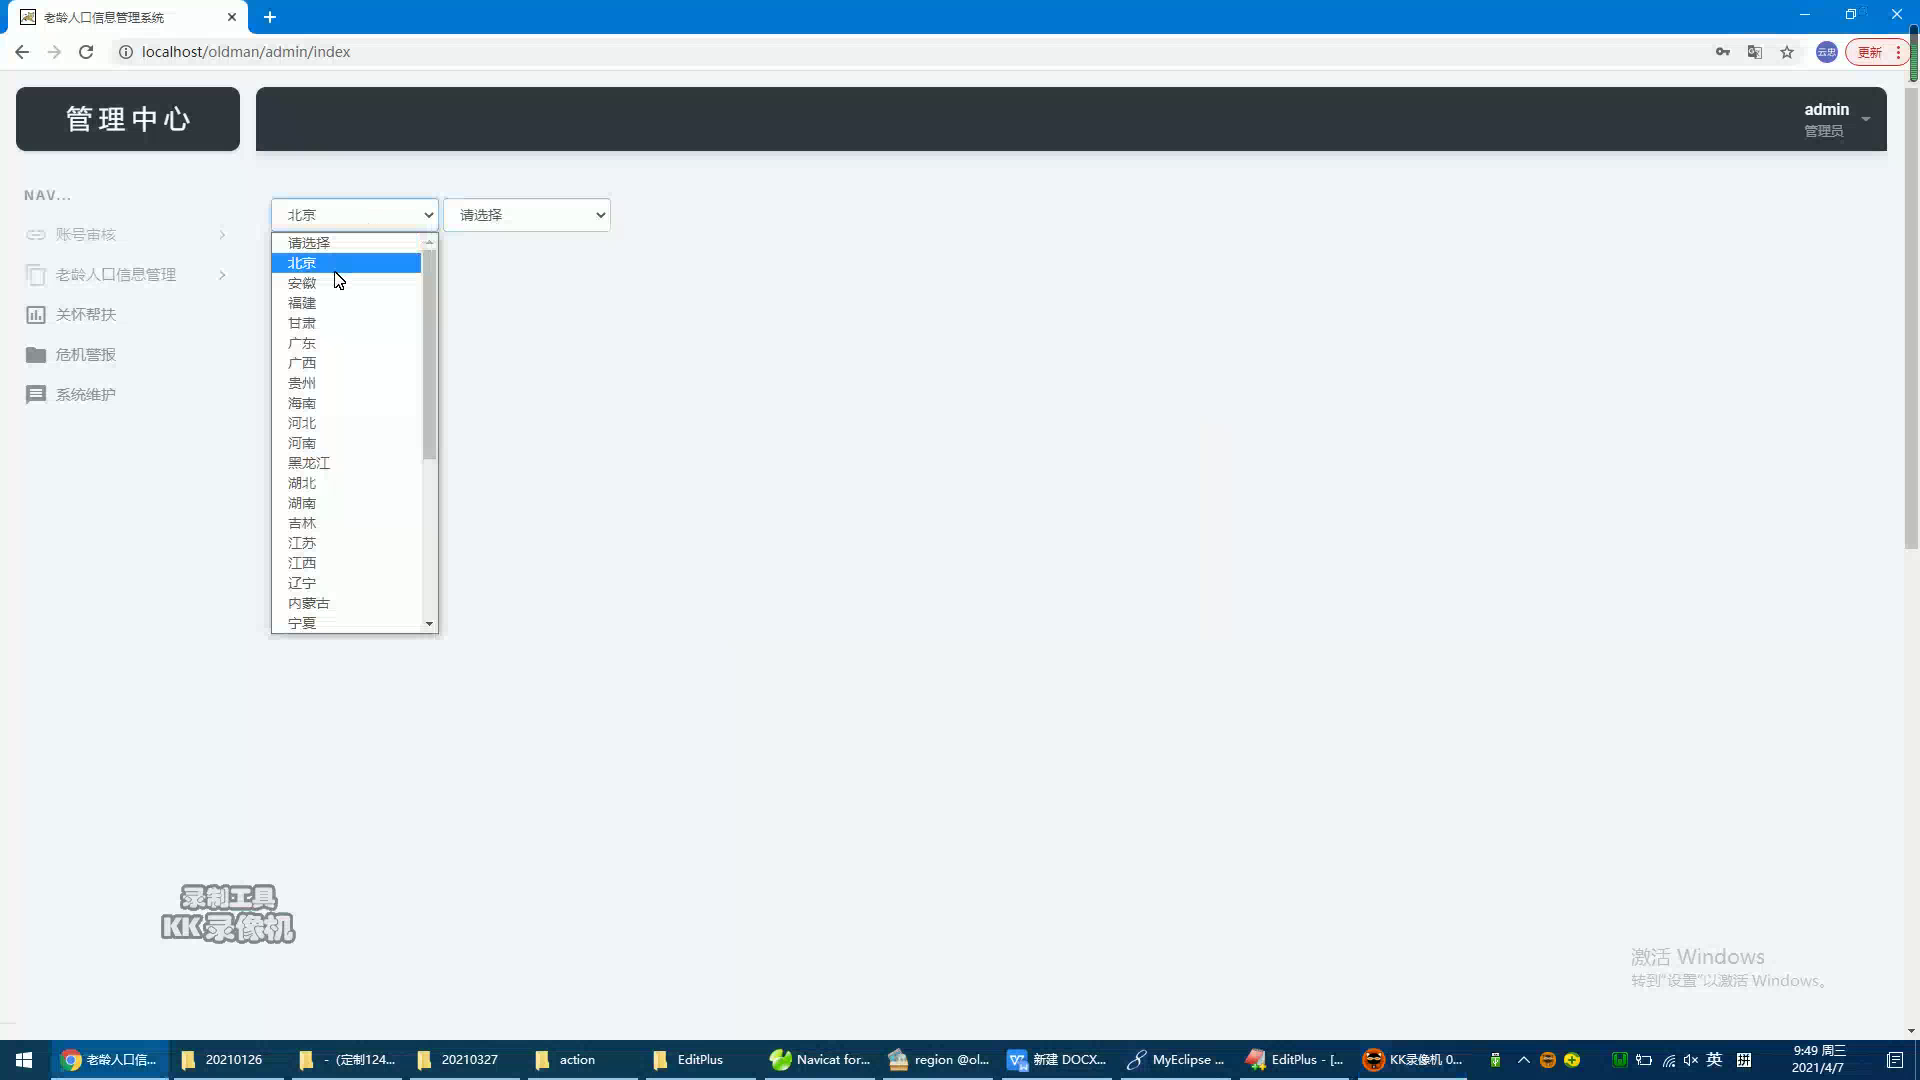 老龄人口信息管理系统
localhost/oldman/admin/index
云忠
更新
管理中心
admin
管理员
NAV...
账号审核
老龄人口信息管理
关怀帮扶
危机警报
系统维护
北京
请选择
请选择
北京
安徽
福建
甘肃
广东
广西
贵州
海南
河北
河南
黑龙江
湖北
湖南
吉林
江苏
江西
辽宁
内蒙古
宁夏
录制工具
KK录像机
激活 Windows
转到"设置"以激活 Windows。
老龄人口信...
20210126
-（定制124...
20210327
action
EditPlus
Navicat for...
region @ol...
新建 DOCX...
MyEclipse ...
EditPlus - [...
KK录像机 0...
英
拼
9:49 周三
2021/4/7